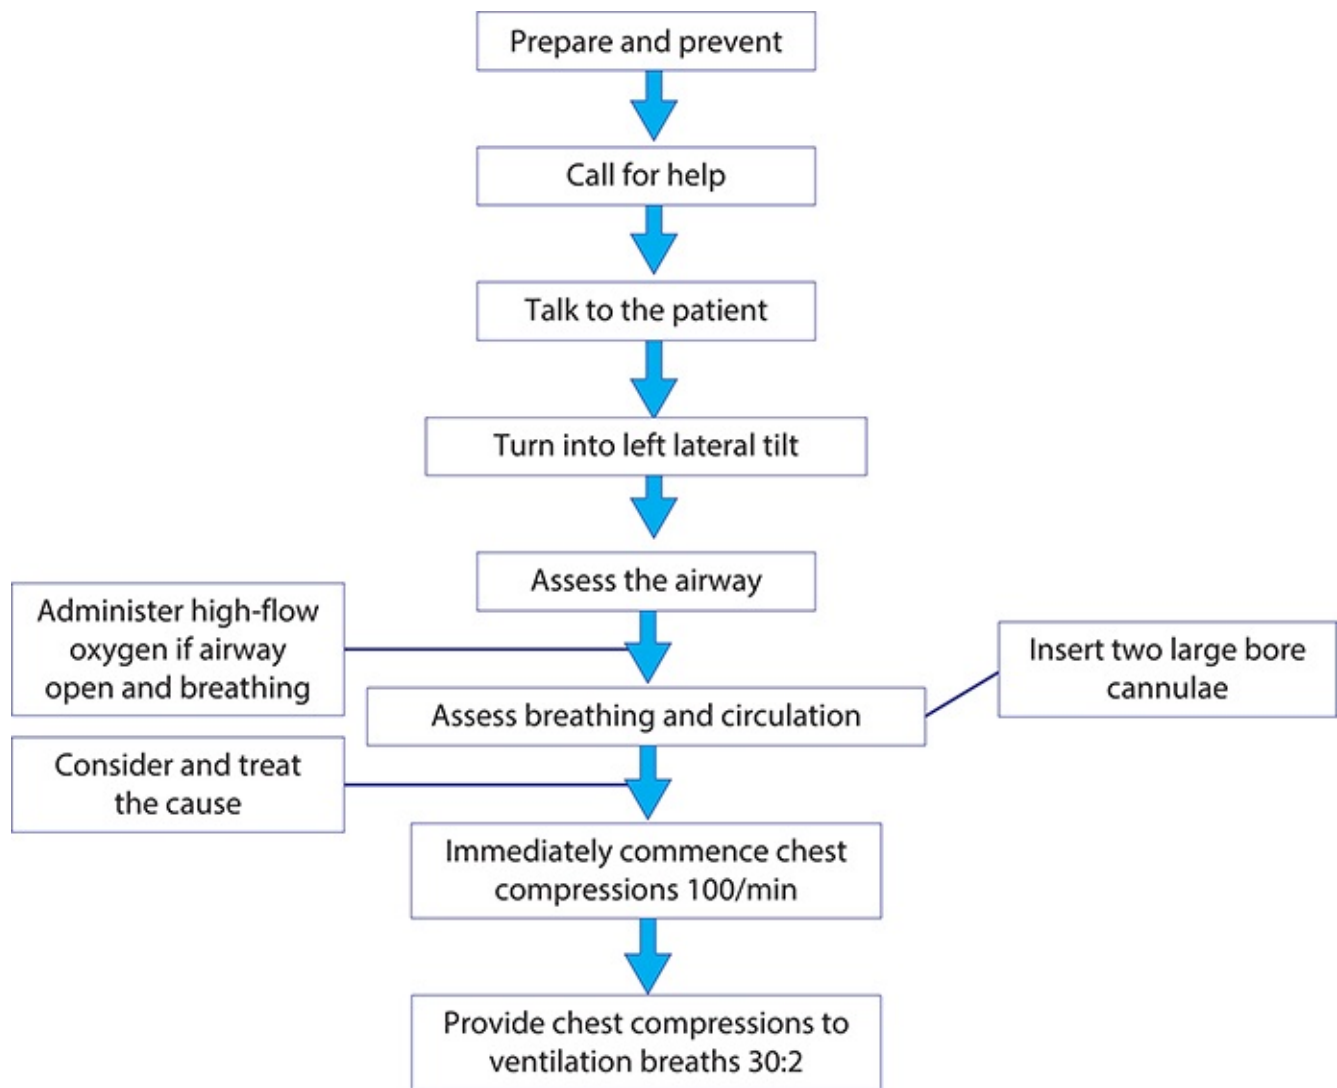 Prepare and prevent
Call for help
Talk to the patient
Turn into left lateral tilt
Assess the airway
Administer high-flow
oxygen if airway
open and breathing
Insert two large bore
cannulae
Assess breathing and circulation
Consider and treat
the cause
Immediately commence chest
compressions 100/min
Provide chest compressions to
ventilation breaths 30:2